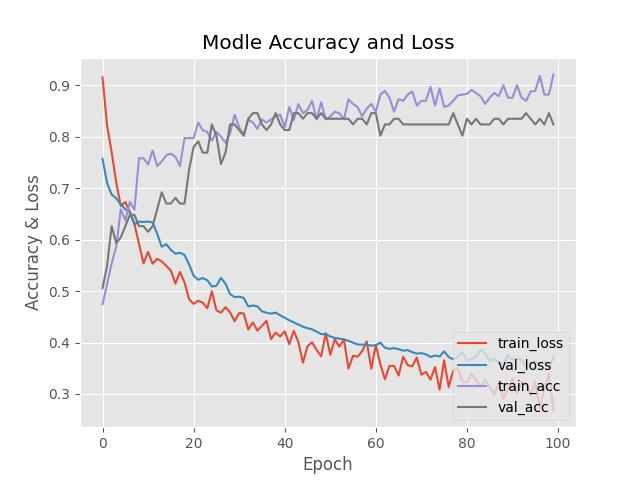 Modle Accuracy and Loss
Accuracy & Loss
0.9
0.8
0.7
0.6
0.5
0.4
0.3
train_loss
val_loss
train_acc
val_acc
0 20 40 60 80 100
Epoch